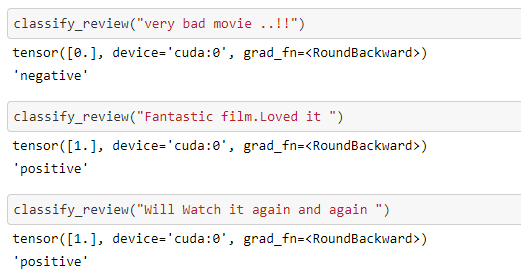 classify_review("very bad movie ..!!")
tensor([0.], device='cuda:0', grad_fn=<RoundBackward>)
'negative'
classify_review("Fantastic film.Loved it ")
tensor([1.], device='cuda:0', grad_fn=<RoundBackward>)
'positive'
classify_review("Will Watch it again and again ")
tensor([1.], device='cuda:0', grad_fn=<RoundBackward>)
'positive'